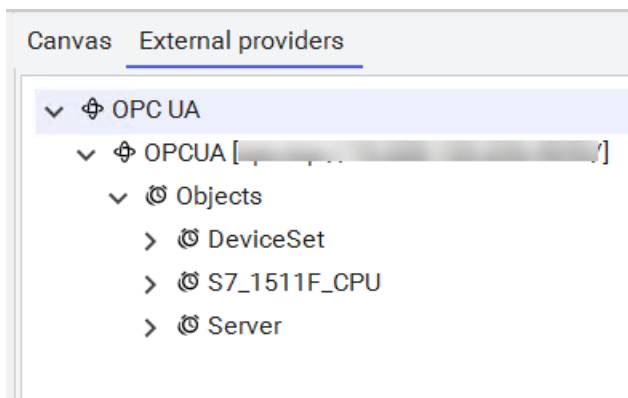 Canvas External providers
OPC UA
OPCUA [ /]
Objects
DeviceSet
S7_1511F_CPU
Server